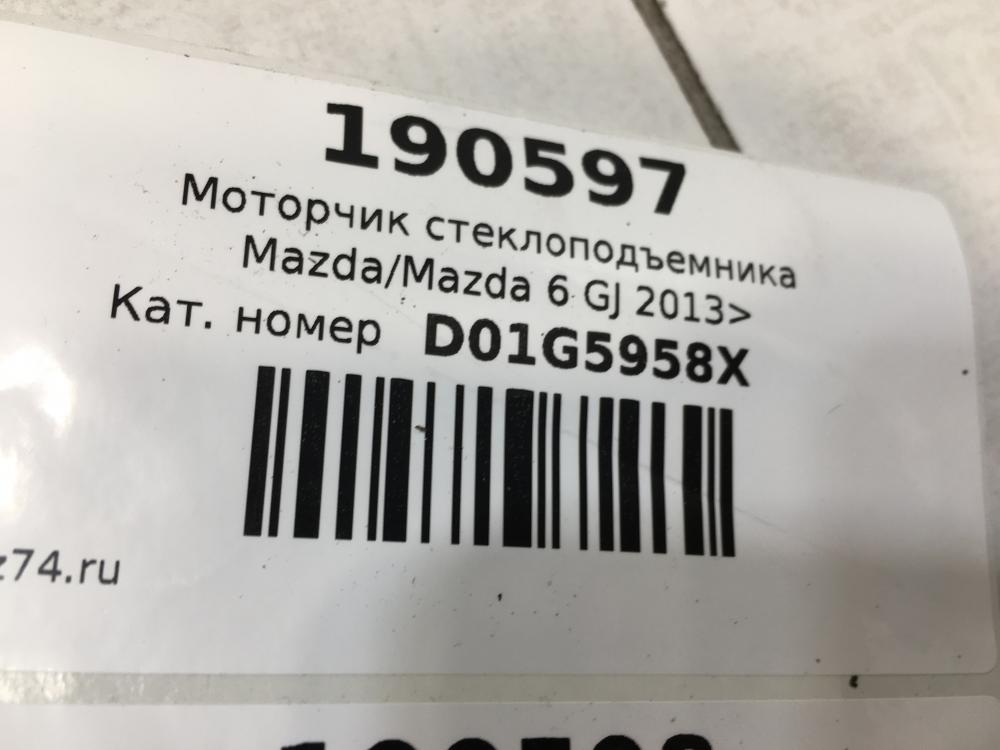 190597
Моторчик стеклоподъемника
Mazda/Mazda 6 GJ 2013>
Кат. номер D01G5958X
z74.ru